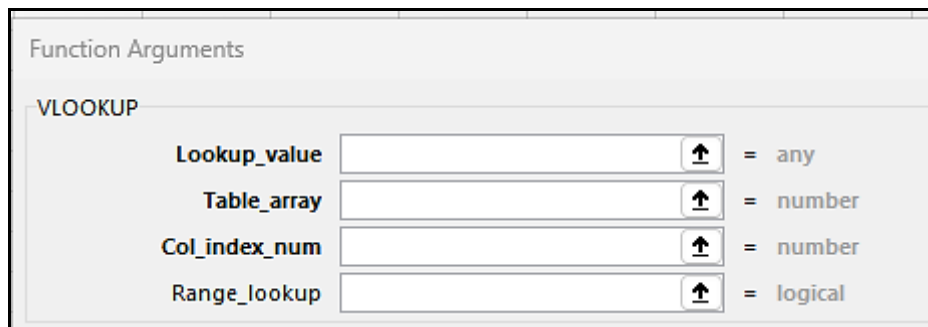 Function Arguments
VLOOKUP
Lookup_value = any
Table_array = number
Col_index_num = number
Range_lookup = logical